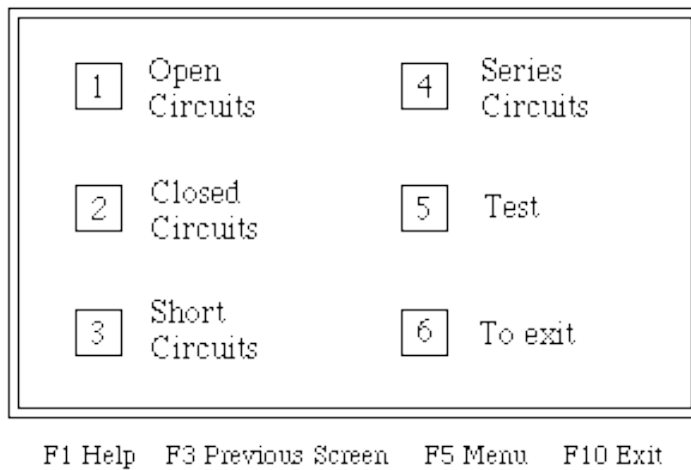 1 Open
Circuits
2 Closed
Circuits
3 Short
Circuits
4 Series
Circuits
5 Test
6 To exit
F1 Help F3 Previous Screen F5 Menu F10 Exit